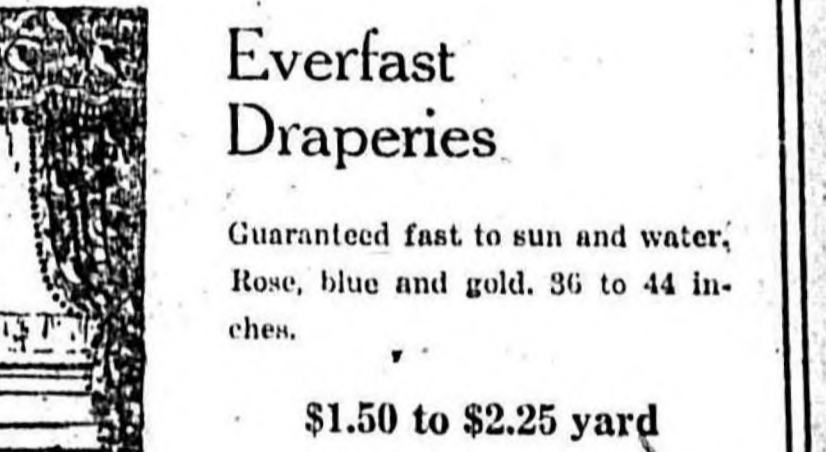 Everfast
Draperies
Guaranteed fast to sun and water,
Rose, blue and gold. 36 to 44 in-
ches.
$1.50 to $2.25 yard